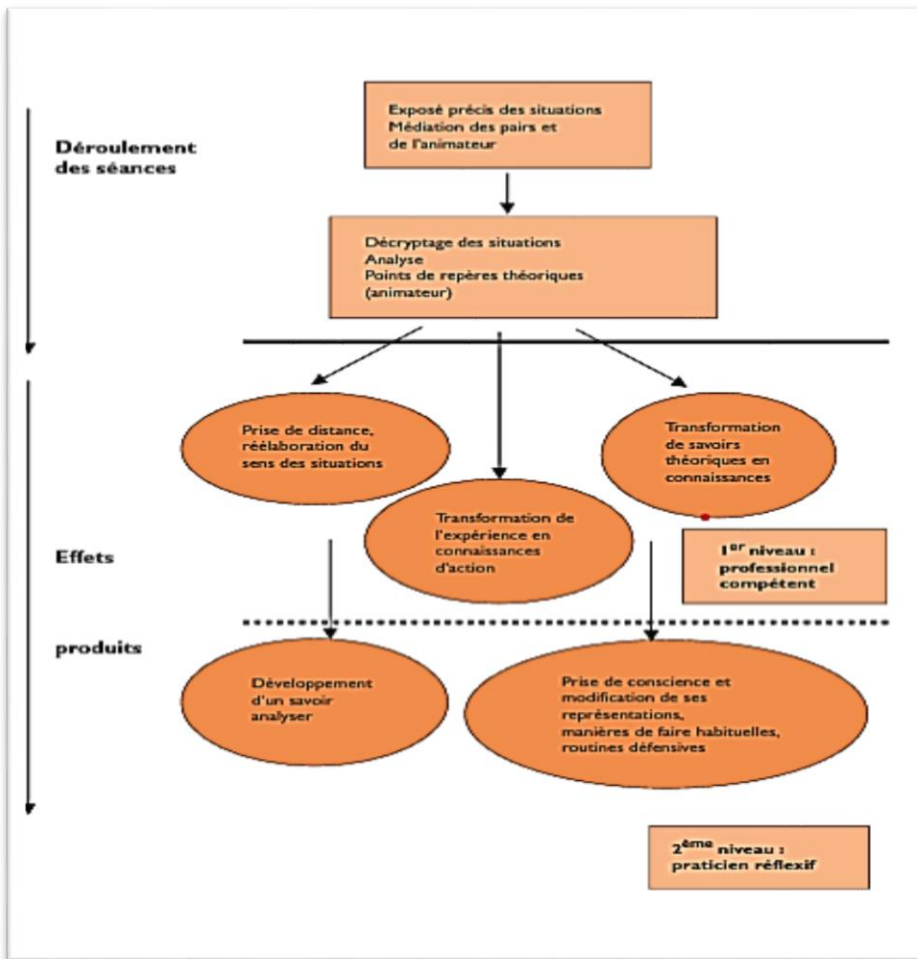 Exposé précis des situations
Médiation des pairs et
de l'animateur
Déroulement
des séances
Décryptage des situations
Analyse
Points de repères théoriques
(animateur)
Prise de distance,
réélaboration du
sens des situations
Transformation
de savoirs
théoriques en
connaissances
Transformation de
l'expérience en
connaissances
d'action
Effets
1er niveau :
professionnel
compétent
produits
Développement
d'un savoir
analyser
Prise de conscience et
modification de ses
représentations,
manières de faire habituelles,
routines défensives
2ème niveau :
praticien réflexif